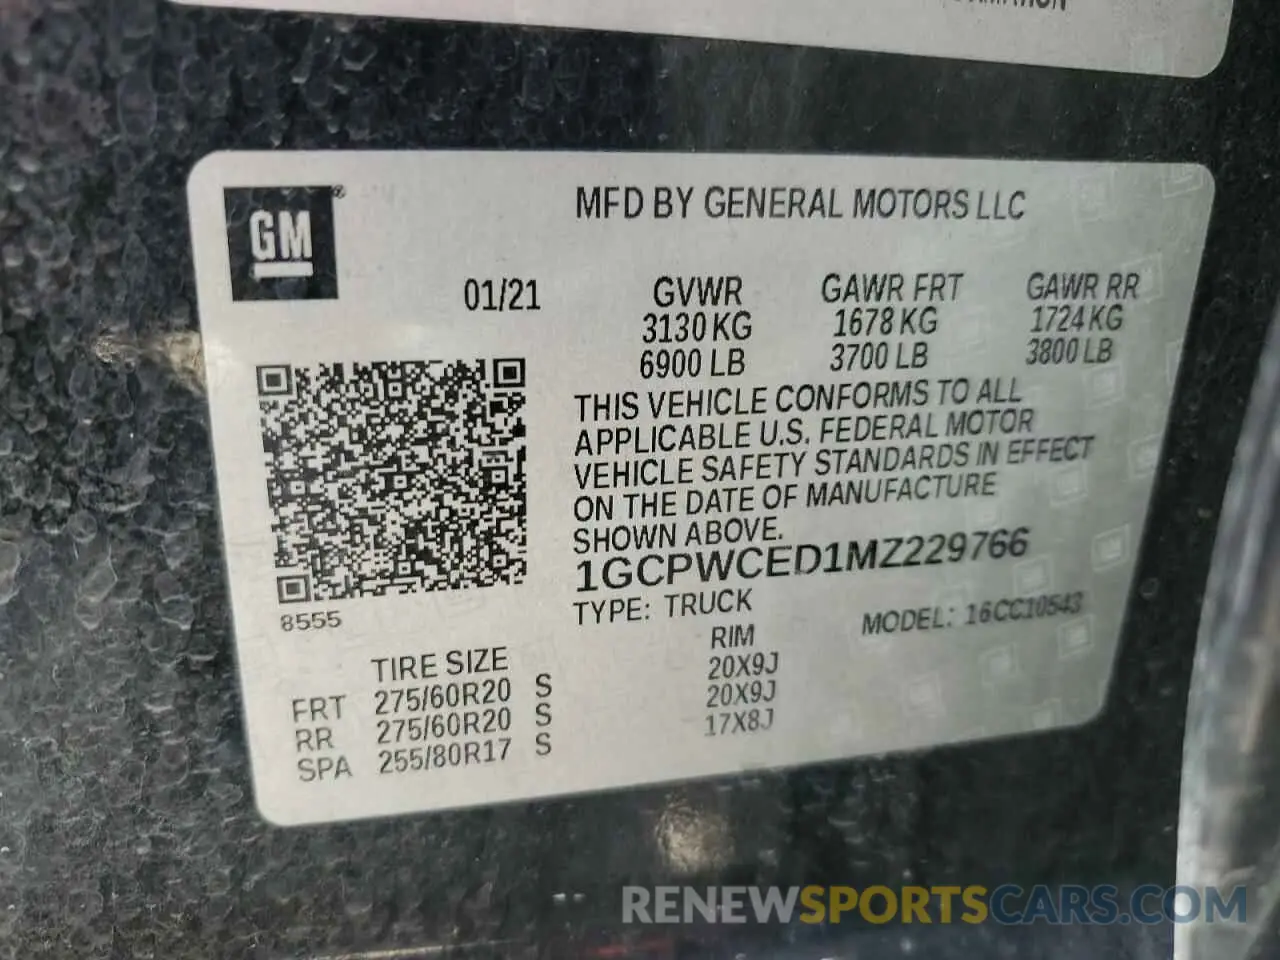 GM®
MFD BY GENERAL MOTORS LLC
01/21
GVWR GAWR FRT GAWR RR
3130 KG 1678 KG 1724 KG
6900 LB 3700 LB 3800 LB
THIS VEHICLE CONFORMS TO ALL
APPLICABLE U.S. FEDERAL MOTOR
VEHICLE SAFETY STANDARDS IN EFFECT
ON THE DATE OF MANUFACTURE
SHOWN ABOVE.
1GCPWCED1MZ229766
8555
TYPE: TRUCK MODEL: 16CC10543
TIRE SIZE RIM
FRT 275/60R20 S 20X9J
RR 275/60R20 S 20X9J
SPA 255/80R17 S 17X8J
RENEWSPORTSCARS.COM